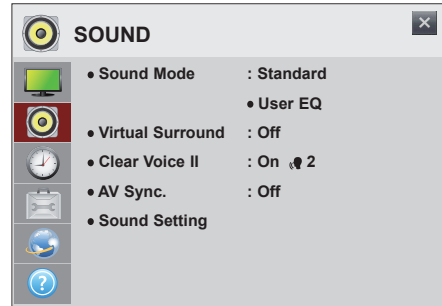 SOUND
• Sound Mode : Standard
• User EQ
• Virtual Surround : Off
• Clear Voice II : On 2
• AV Sync. : Off
• Sound Setting
?